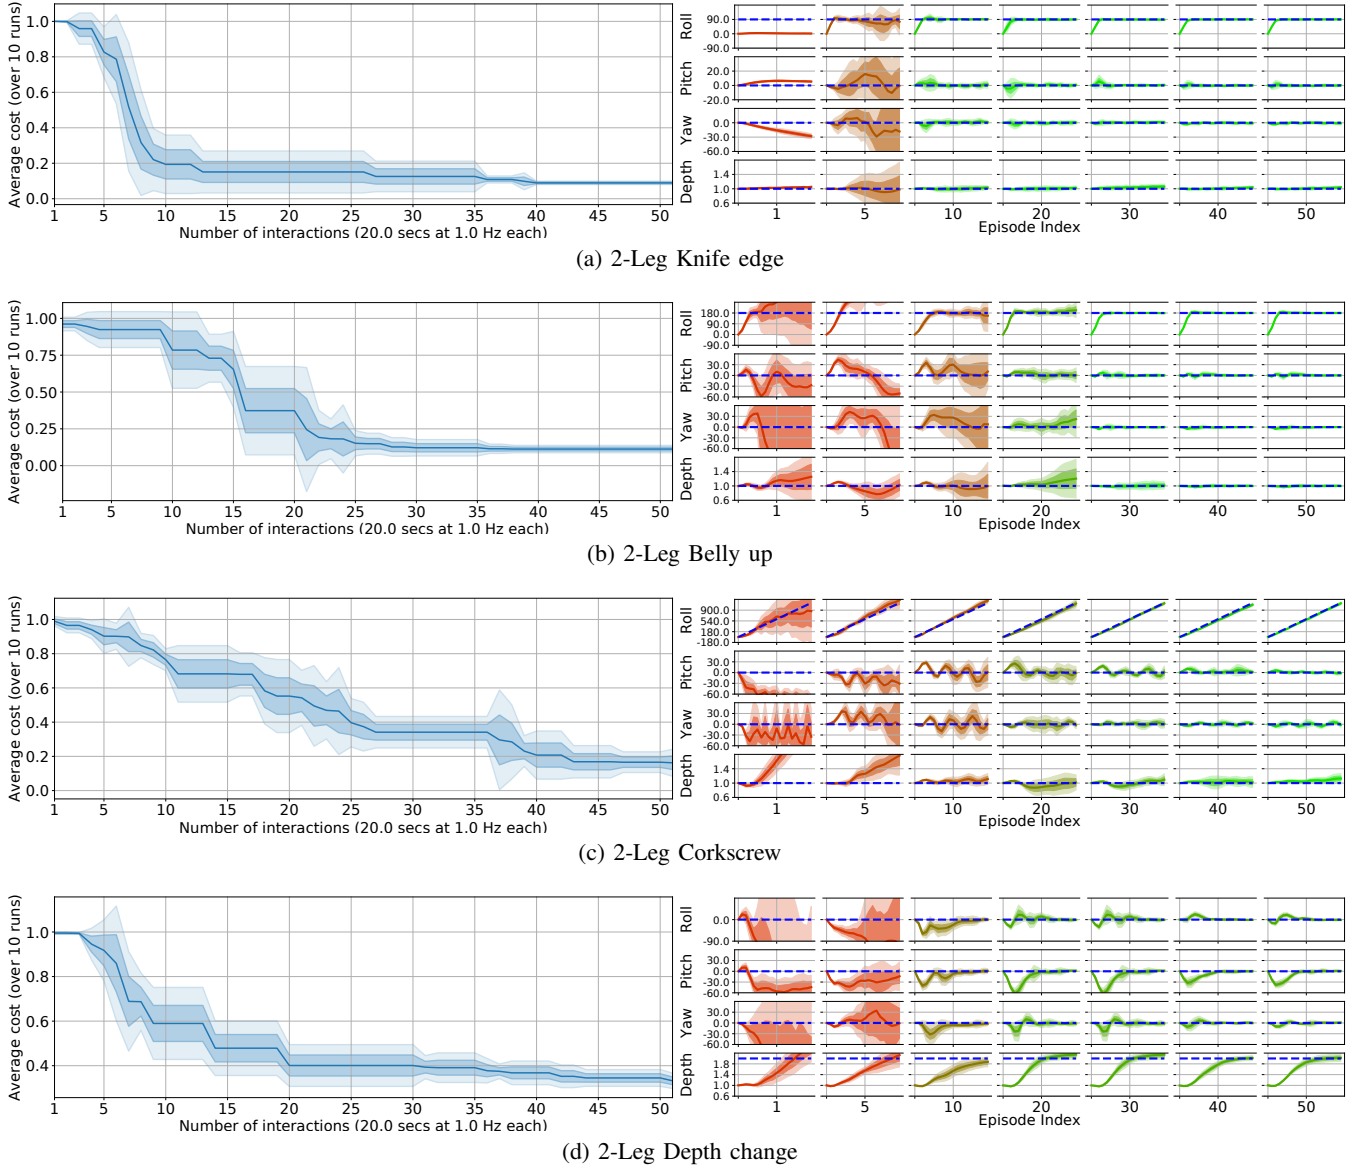 Average cost (over 10 runs)
1.0
0.8
0.6
0.4
0.2
0.0
1 5 10 15 20 25 30 35 40 45 50
Number of interactions (20.0 secs at 1.0 Hz each)
Roll
90.0
0.0
-90.0
Pitch
20.0
0.0
-20.0
Yaw
0.0
-30.0
-60.0
Depth
1.4
1.0
0.6
1 5 10 20 30 40 50
Episode Index
(a) 2-Leg Knife edge
Average cost (over 10 runs)
1.00
0.75
0.50
0.25
0.00
1 5 10 15 20 25 30 35 40 45 50
Number of interactions (20.0 secs at 1.0 Hz each)
Roll
180.0
90.0
0.0
-90.0
Pitch
30.0
0.0
-30.0
-60.0
Yaw
30.0
0.0
-30.0
-60.0
Depth
1.4
1.0
0.6
1 5 10 20 30 40 50
Episode Index
(b) 2-Leg Belly up
Average cost (over 10 runs)
1.0
0.8
0.6
0.4
0.2
0.0
1 5 10 15 20 25 30 35 40 45 50
Number of interactions (20.0 secs at 1.0 Hz each)
Roll
900.0
540.0
180.0
-180.0
Pitch
30.0
0.0
-30.0
-60.0
Yaw
30.0
0.0
-30.0
-60.0
Depth
1.4
1.0
0.6
1 5 10 20 30 40 50
Episode Index
(c) 2-Leg Corkscrew
Average cost (over 10 runs)
1.0
0.8
0.6
0.4
1 5 10 15 20 25 30 35 40 45 50
Number of interactions (20.0 secs at 1.0 Hz each)
Roll
0.0
-90.0
Pitch
30.0
0.0
-30.0
-60.0
Yaw
30.0
0.0
-30.0
-60.0
Depth
1.8
1.4
1.0
0.6
1 5 10 20 30 40 50
Episode Index
(d) 2-Leg Depth change